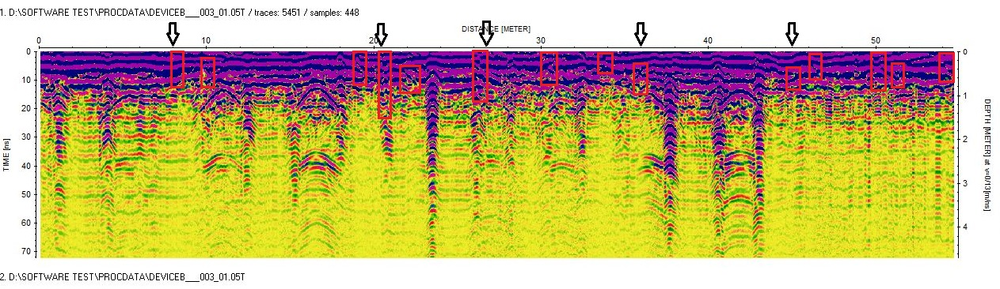 1. D:\SOFTWARE TEST\PROCDATA\DEVICEB___003_01.05T / traces: 5451 / samples: 448
DISTANCE [METER]
0 10 20 30 40 50
0 0
10
1
20
30
2
40
3
50
60
4
70
TIME [ns]
DEPTH [METER] at v=0/13[m/ns]
2. D:\SOFTWARE TEST\PROCDATA\DEVICEB___003_01.05T